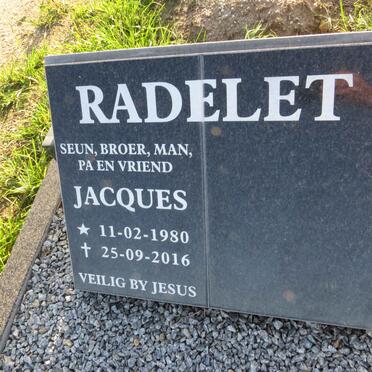 RADELET
SEUN, BROER, MAN,
PA EN VRIEND
JACQUES
★ 11-02-1980
✝ 25-09-2016
VEILIG BY JESUS